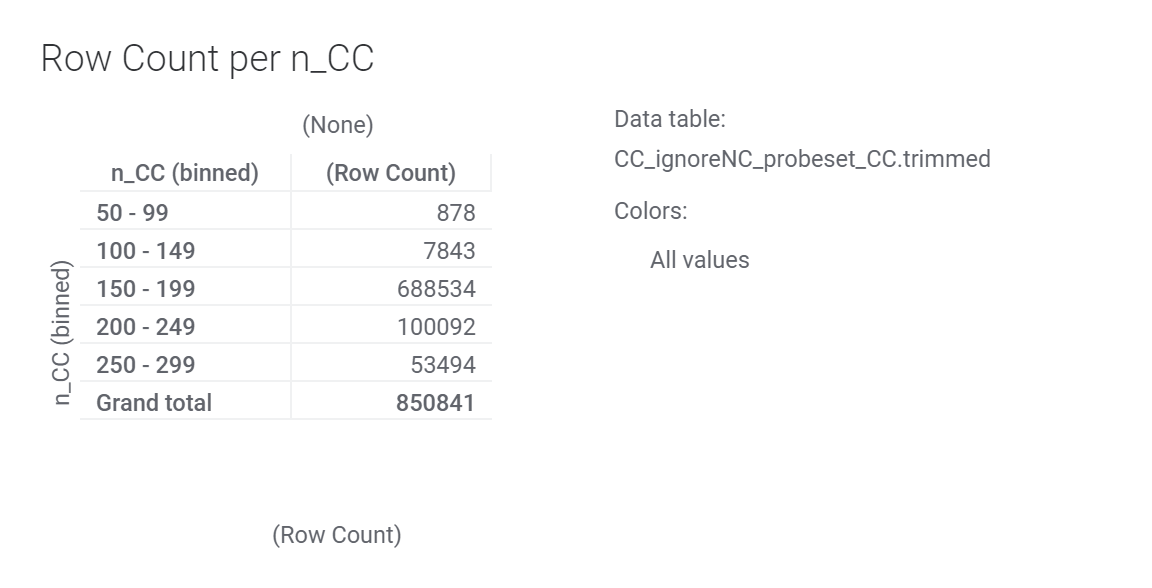 Row Count per n_CC
(None)
n_CC (binned) (Row Count)
50 - 99 878
100 - 149 7843
150 - 199 688534
200 - 249 100092
250 - 299 53494
Grand total 850841
n_CC (binned)
(Row Count)
Data table:
CC_ignoreNC_probeset_CC.trimmed
Colors:
All values